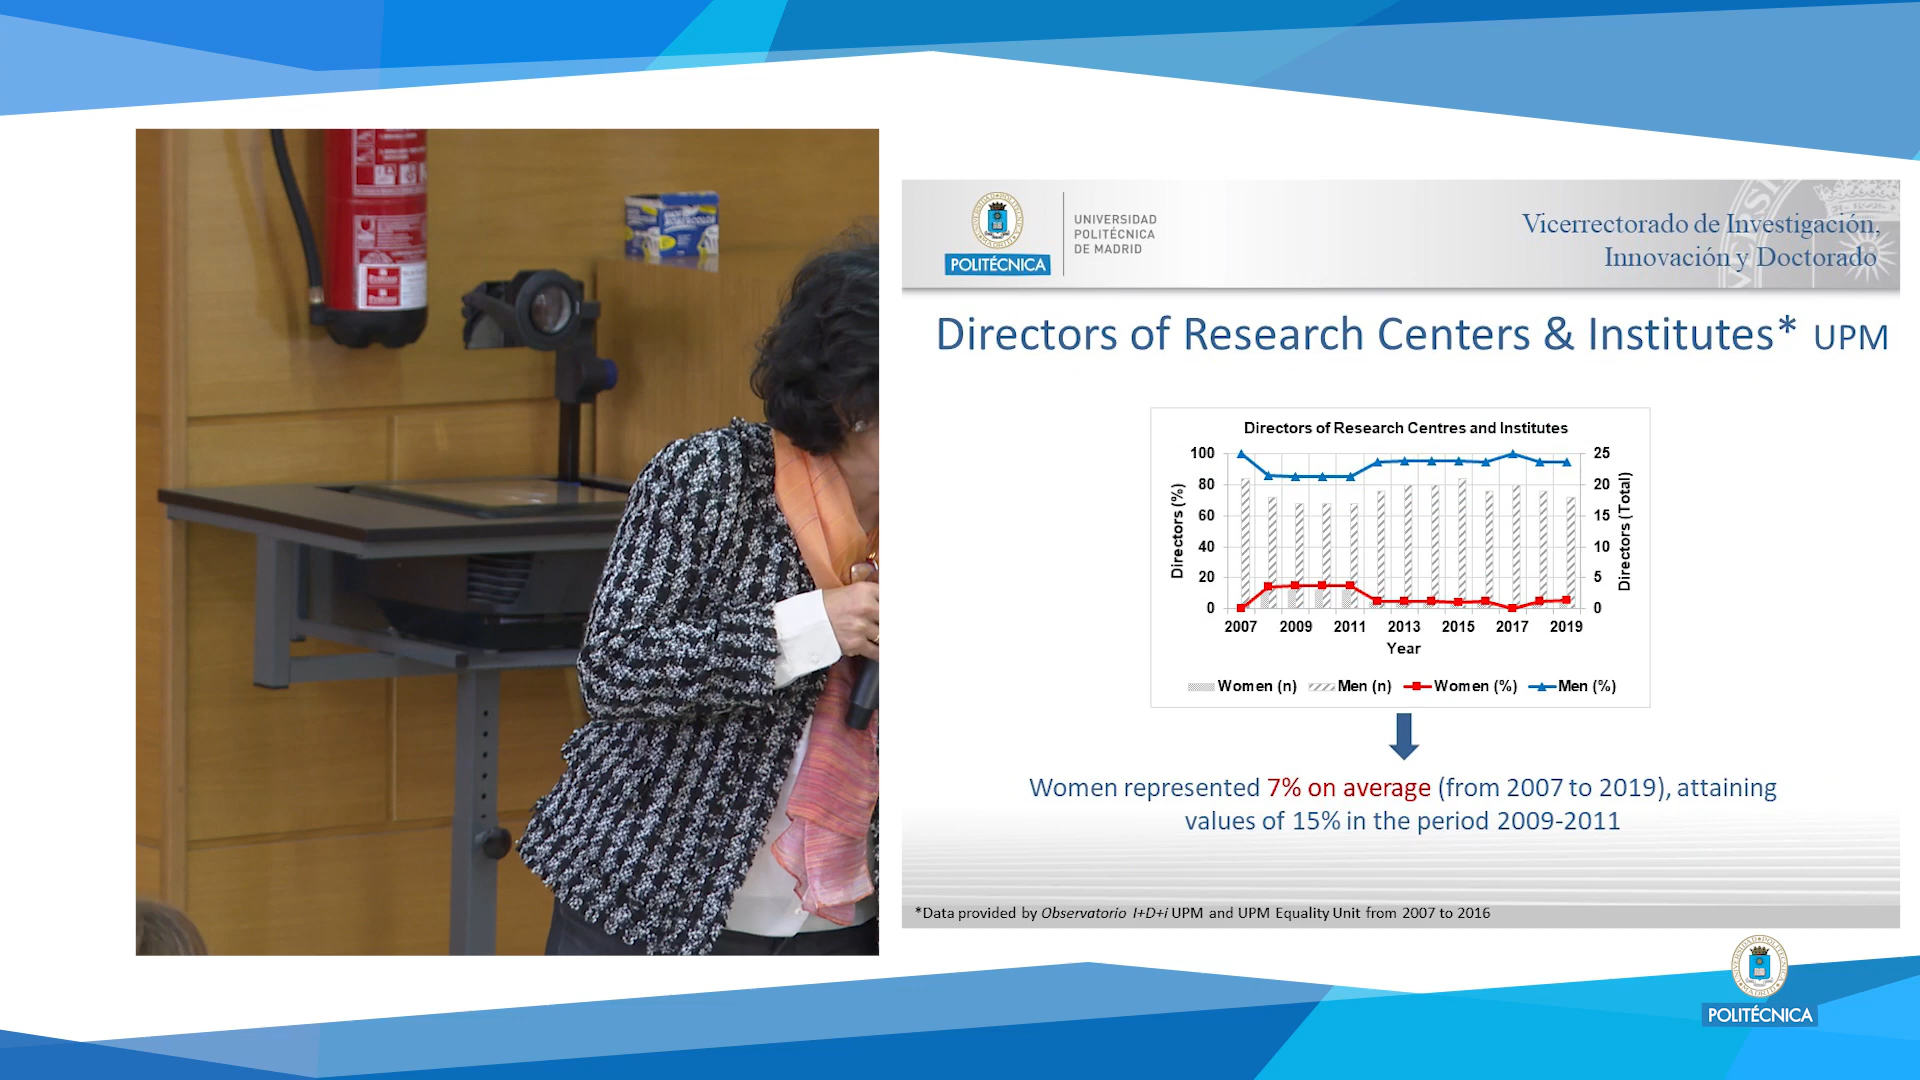 UNIVERSIDAD
POLITÉCNICA
DE MADRID
POLITÉCNICA
Vicerrectorado de Investigación,
Innovación y Doctorado
Directors of Research Centers & Institutes* UPM
Directors of Research Centres and Institutes
100 25
80 20
60 15
40 10
20 5
0 0
Directors (%)
Directors (Total)
2007 2009 2011 2013 2015 2017 2019
Year
Women (n) Men (n) Women (%) Men (%)
Women represented 7% on average (from 2007 to 2019), attaining
values of 15% in the period 2009-2011
*Data provided by Observatorio I+D+i UPM and UPM Equality Unit from 2007 to 2016
POLITÉCNICA